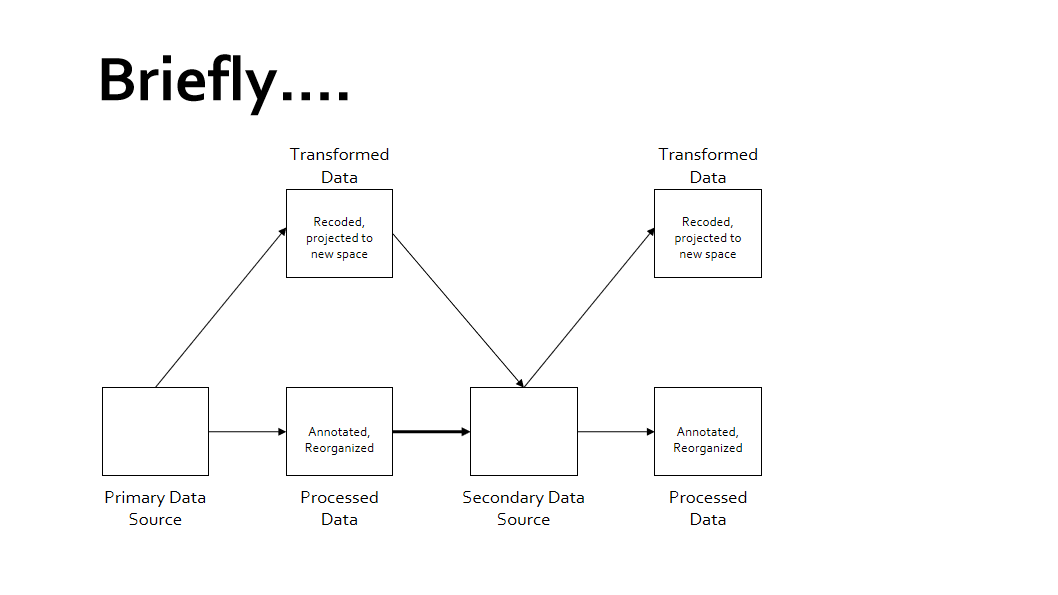 Briefly....
Transformed
Data
Recoded,
projected to
new space
Transformed
Data
Recoded,
projected to
new space
Primary Data
Source
Annotated,
Reorganized
Processed
Data
Secondary Data
Source
Annotated,
Reorganized
Processed
Data